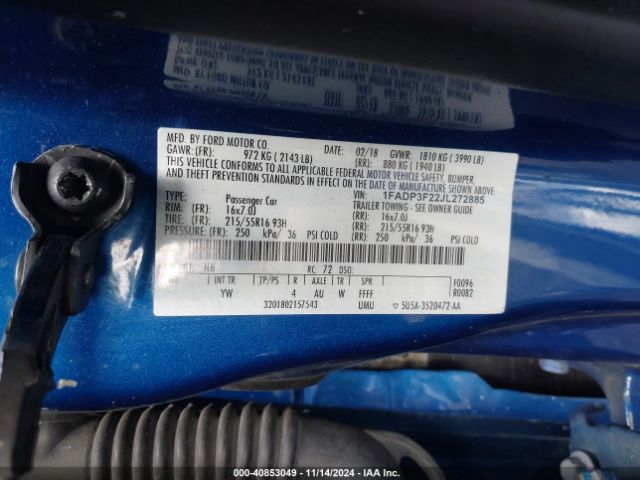 MFD. BY FORD MOTOR CO.
DATE: 02/18 GVWR: 1810 KG ( 3990 LB)
GAWR: (FR): 972 KG ( 2143 LB) (RR): 880 KG ( 1940 LB)
THIS VEHICLE CONFORMS TO ALL APPLICABLE FEDERAL MOTOR VEHICLE SAFETY, BUMPER,
AND THEFT PREVENTION STANDARDS IN EFFECT ON THE DATE OF MANUFACTURE SHOWN ABOVE.
VIN: 1FADP3F22JL272885
TYPE: Passenger Car TRAILER TOWING - SEE OWNER GUIDE
RIM: (FR): 16x7.0J (RR): 16x7.0J
TIRE: (FR): 215/55R16 93H (RR): 215/55R16 93H
PRESSURE: (FR): 250 kPa/ 36 PSI COLD (RR): 250 kPa/ 36 PSI COLD
N6 RC: 72 DSO:
INT TR TP/PS R AXLE TR SPR F0096
YW 4 AU W FFFF R0082
3201802157543 UMU 5U5A-3520472-AA
000-40853049 - 11/14/2024 - IAA Inc.